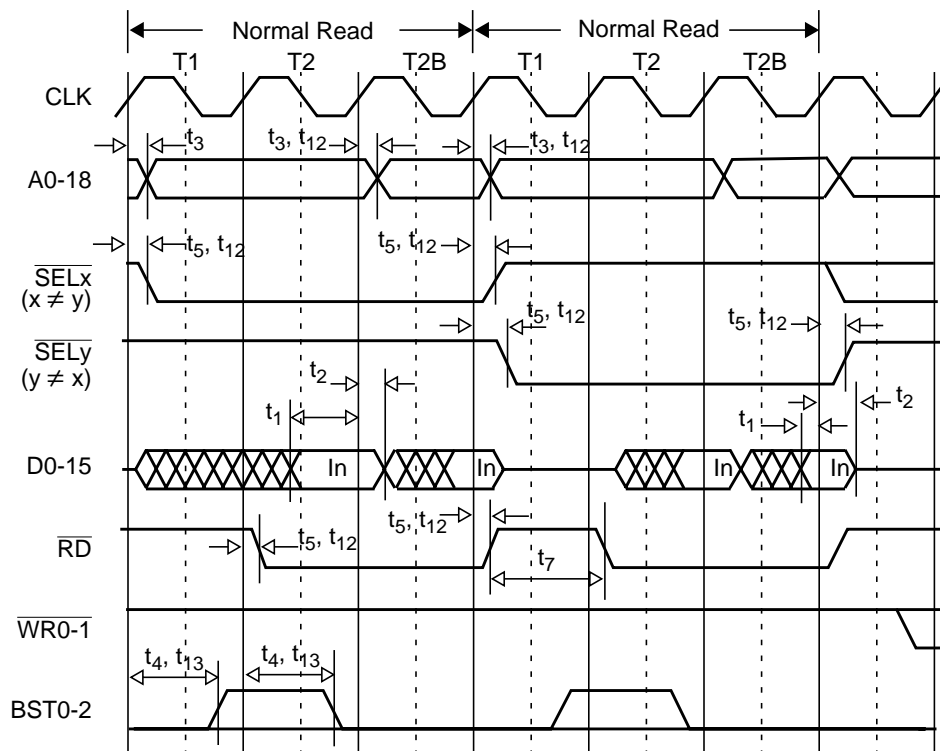 Normal Read Normal Read
T1 T2 T2B T1 T2 T2B
CLK
t3 t3, t12 t3, t12
A0-18
t5, t12 t5, t12
SELx
(x ≠ y)
t5, t12 t5, t12
SELy
(y ≠ x)
t2 t2
t1 t1
D0-15 In In In In
t5, t12 t5, t12
RD
t7
WR0-1
t4, t13 t4, t13
BST0-2